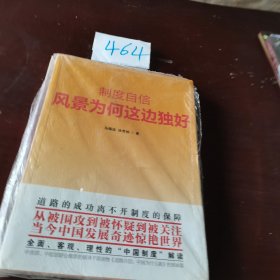 464
制度自信
风景为何这边独好
著
道路的成功离不开制度的保障
从被围攻到被怀疑到被关注
当今中国发展奇迹惊艳世界
全面、客观、理性的“中国制度”解读